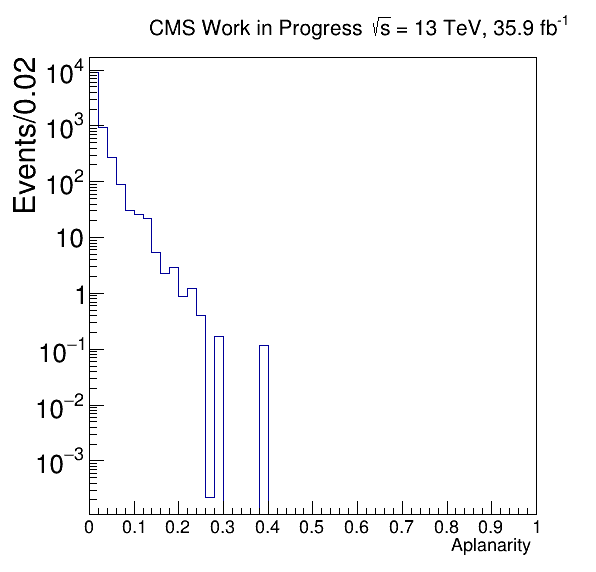 CMS Work in Progress √s = 13 TeV, 35.9 fb⁻¹
Events/0.02
10⁴
10³
10²
10
1
10⁻¹
10⁻²
10⁻³
0 0.1 0.2 0.3 0.4 0.5 0.6 0.7 0.8 0.9 1
Aplanarity